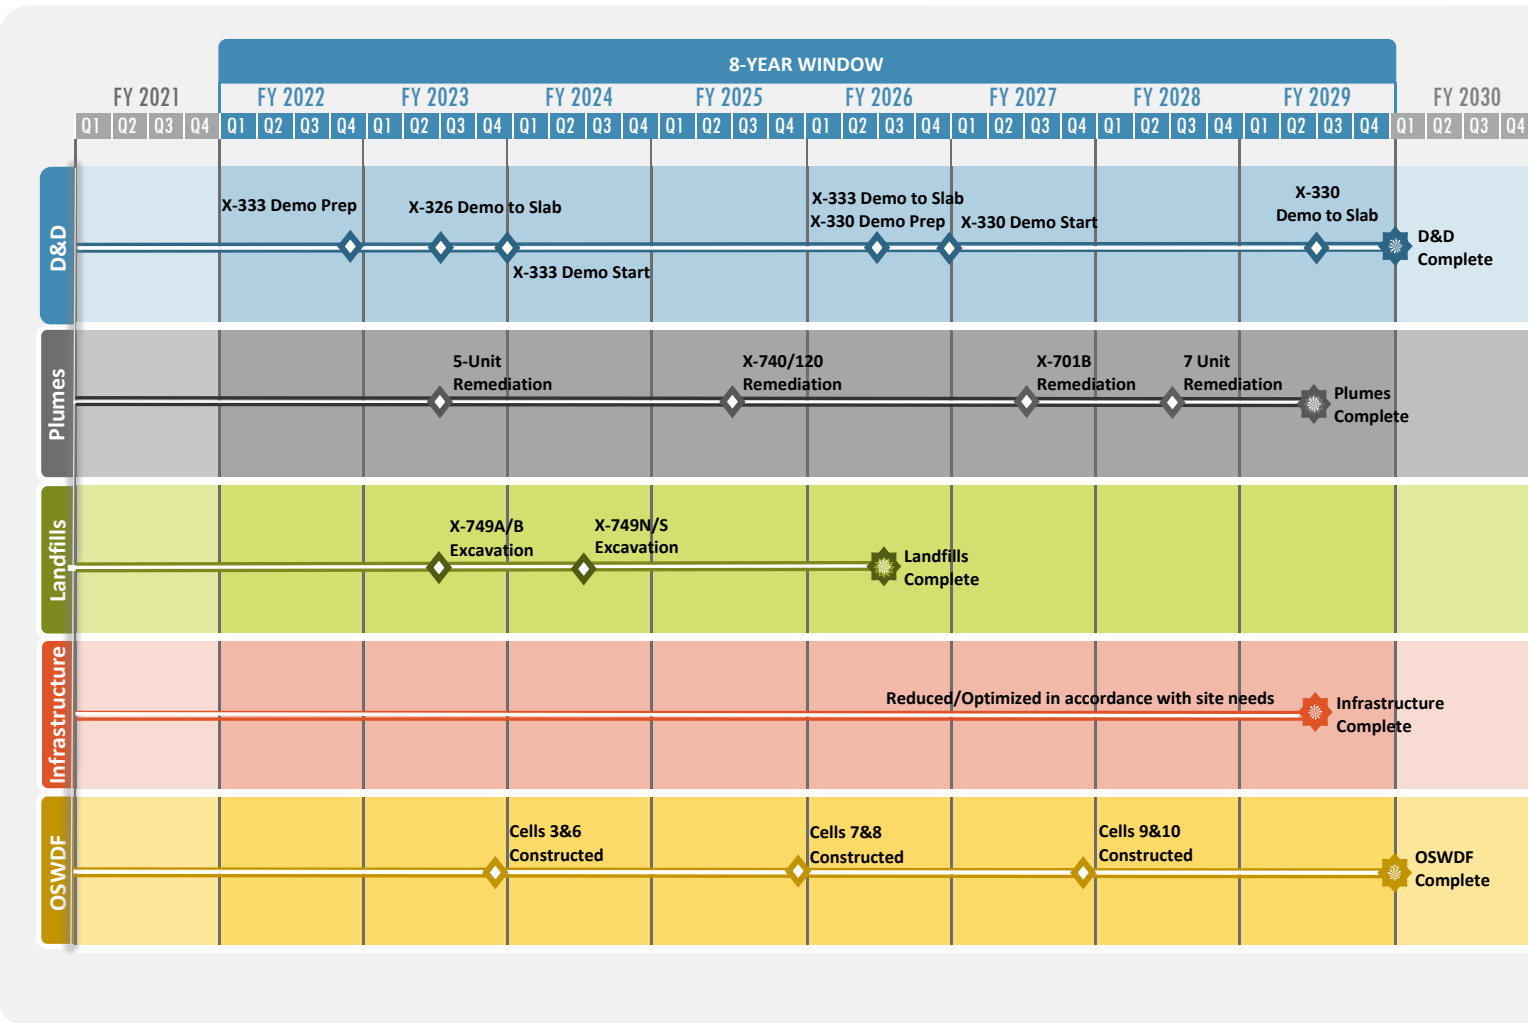 8-YEAR WINDOW
FY 2021 FY 2022 FY 2023 FY 2024 FY 2025 FY 2026 FY 2027 FY 2028 FY 2029 FY 2030
Q1 Q2 Q3 Q4 Q1 Q2 Q3 Q4 Q1 Q2 Q3 Q4 Q1 Q2 Q3 Q4 Q1 Q2 Q3 Q4 Q1 Q2 Q3 Q4 Q1 Q2 Q3 Q4 Q1 Q2 Q3 Q4 Q1 Q2 Q3 Q4 Q1 Q2 Q3 Q4
D&D
X-333 Demo Prep
X-326 Demo to Slab
X-333 Demo Start
X-333 Demo to Slab
X-330 Demo Prep
X-330 Demo Start
X-330
Demo to Slab
D&D
Complete
Plumes
5-Unit
Remediation
X-740/120
Remediation
X-701B
Remediation
7 Unit
Remediation
Plumes
Complete
Landfills
X-749A/B
Excavation
X-749N/S
Excavation
Landfills
Complete
Infrastructure
Reduced/Optimized in accordance with site needs
Infrastructure
Complete
OSWDF
Cells 3&6
Constructed
Cells 7&8
Constructed
Cells 9&10
Constructed
OSWDF
Complete